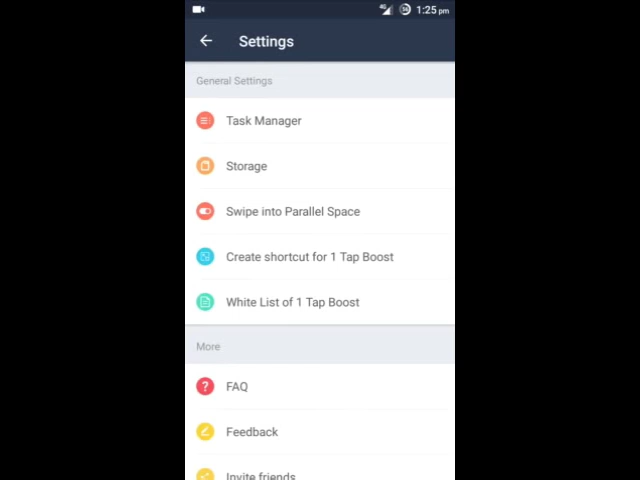 4G 1:25 pm
Settings
General Settings
Task Manager
Storage
Swipe into Parallel Space
Create shortcut for 1 Tap Boost
White List of 1 Tap Boost
More
FAQ
Feedback
Invite friends